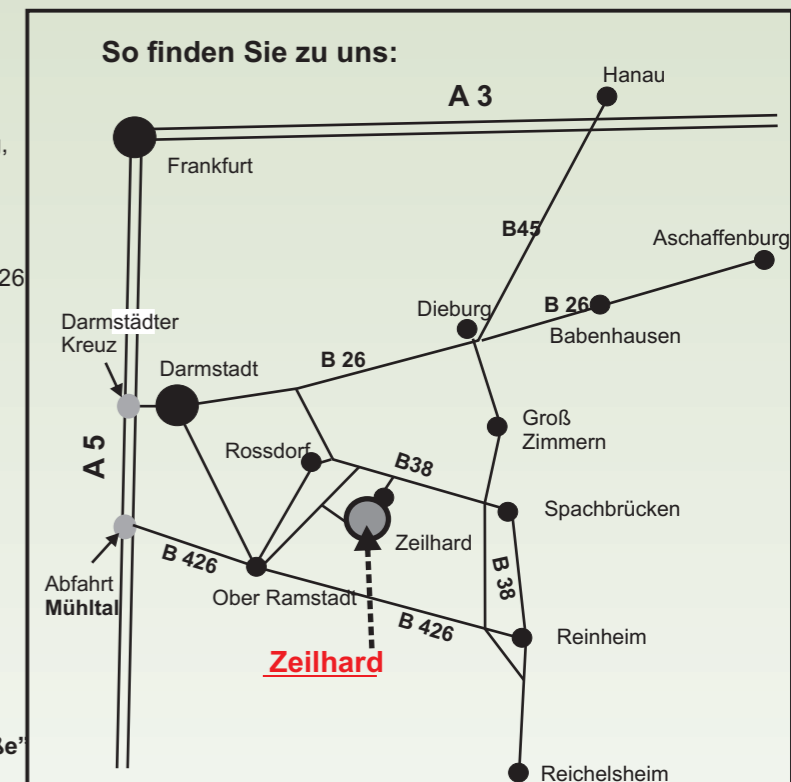 So finden Sie zu uns:
Hanau
A 3
Frankfurt
B45
Aschaffenburg
26
Dieburg
B 26
Babenhausen
Darmstädter
Kreuz
B 26
Darmstadt
Groß
Zimmern
A 5
Rossdorf
B38
Spachbrücken
Zeilhard
B 426
B 38
Abfahrt
Mühltal
Ober Ramstadt
B 426
Reinheim
Zeilhard
ße"
Reichelsheim